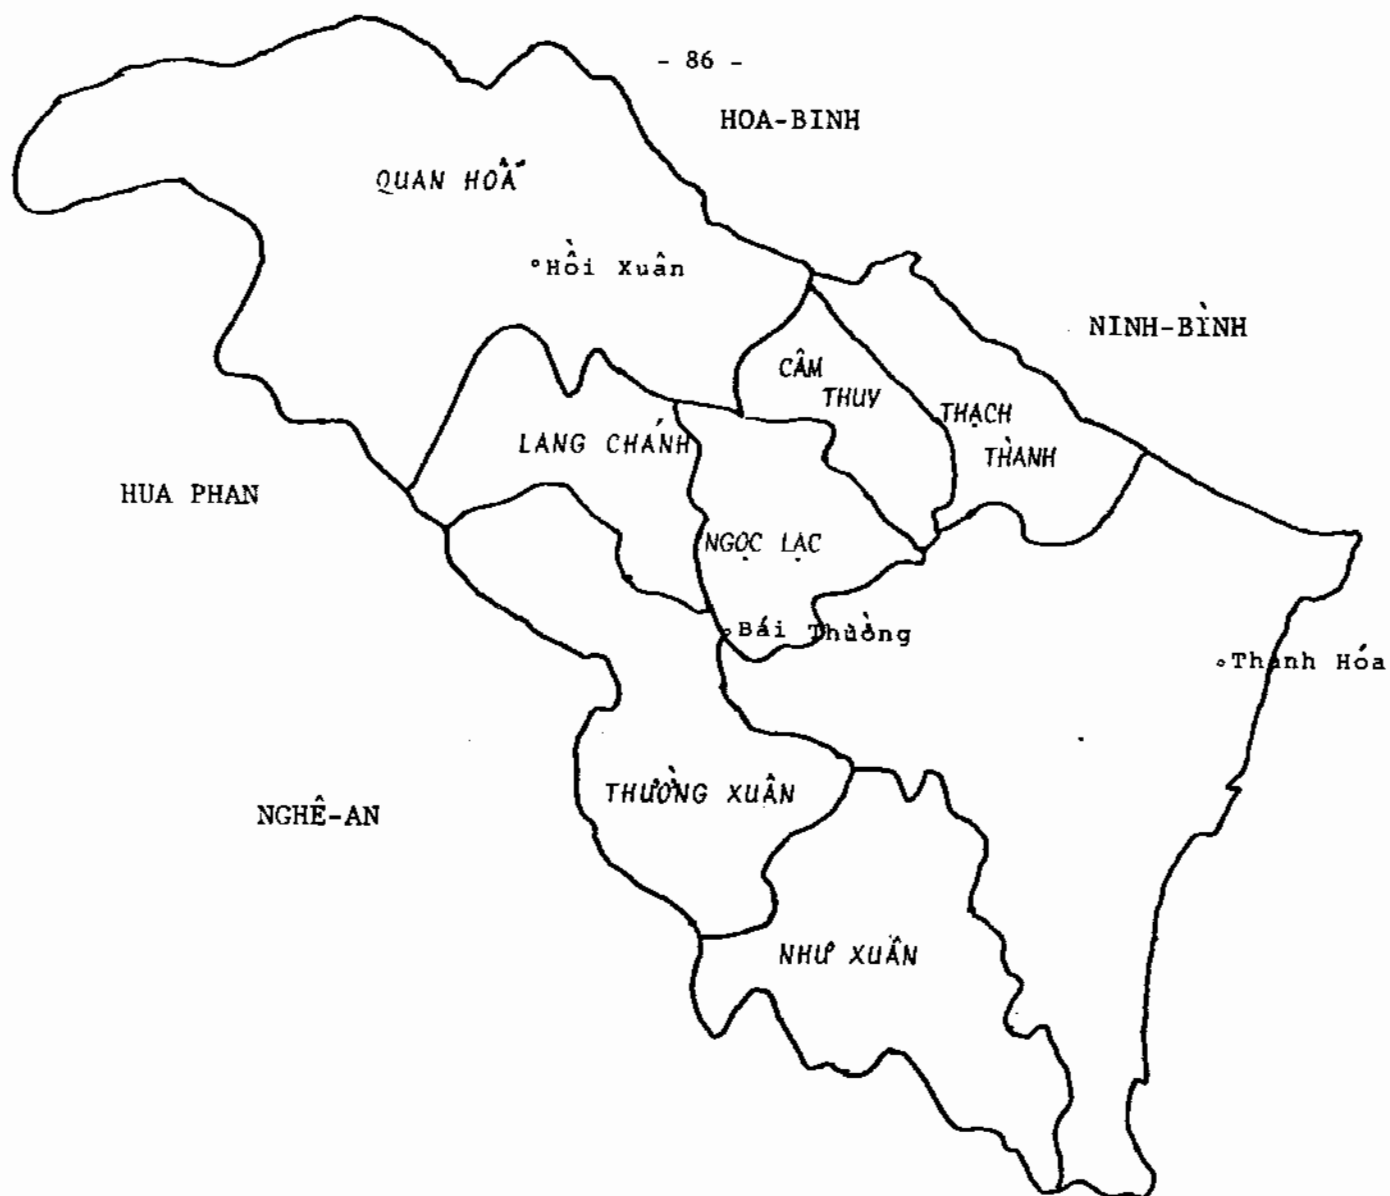 - 86 -
HOA-BINH
QUAN HOẤ
Hồi Xuân
NINH-BÌNH
CÂM
THUY
THẠCH
THÀNH
LANG CHÁNH
HUA PHAN
NGỌC LẠC
Bái Thường
Thanh Hóa
THƯỜNG XUÂN
NGHÊ-AN
NHƯ XUÂN